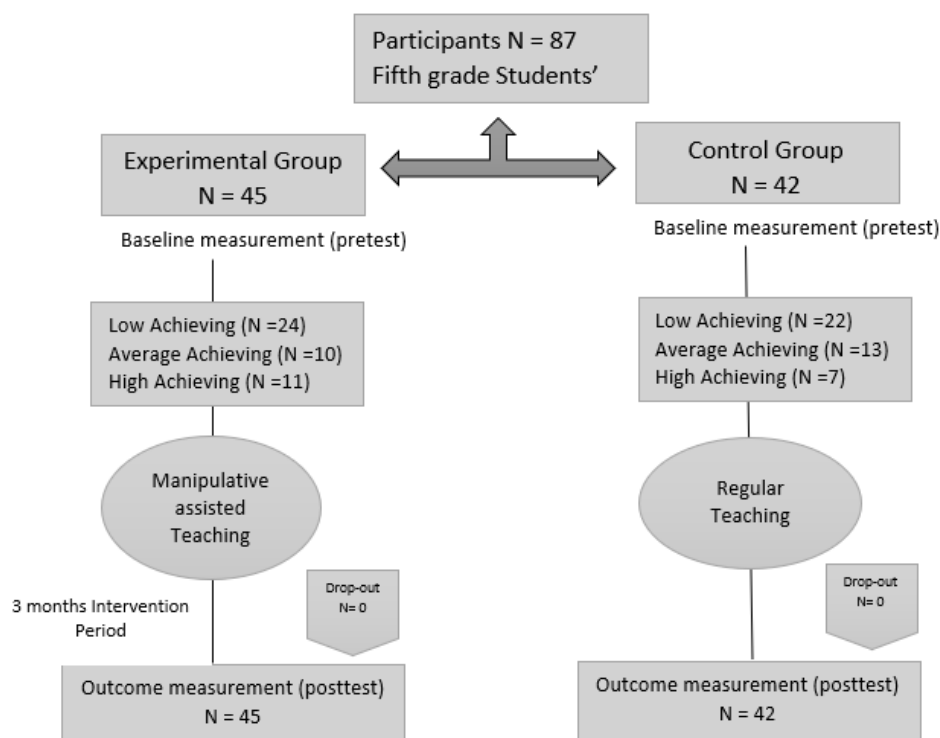 Participants N = 87
Fifth grade Students’
Experimental Group
N = 45
Baseline measurement (pretest)
Low Achieving (N =24)
Average Achieving (N =10)
High Achieving (N =11)
Manipulative
assisted
Teaching
3 months Intervention
Period
Drop-out
N= 0
Outcome measurement (posttest)
N = 45
Control Group
N = 42
Baseline measurement (pretest)
Low Achieving (N =22)
Average Achieving (N =13)
High Achieving (N =7)
Regular
Teaching
Drop-out
N= 0
Outcome measurement (posttest)
N = 42